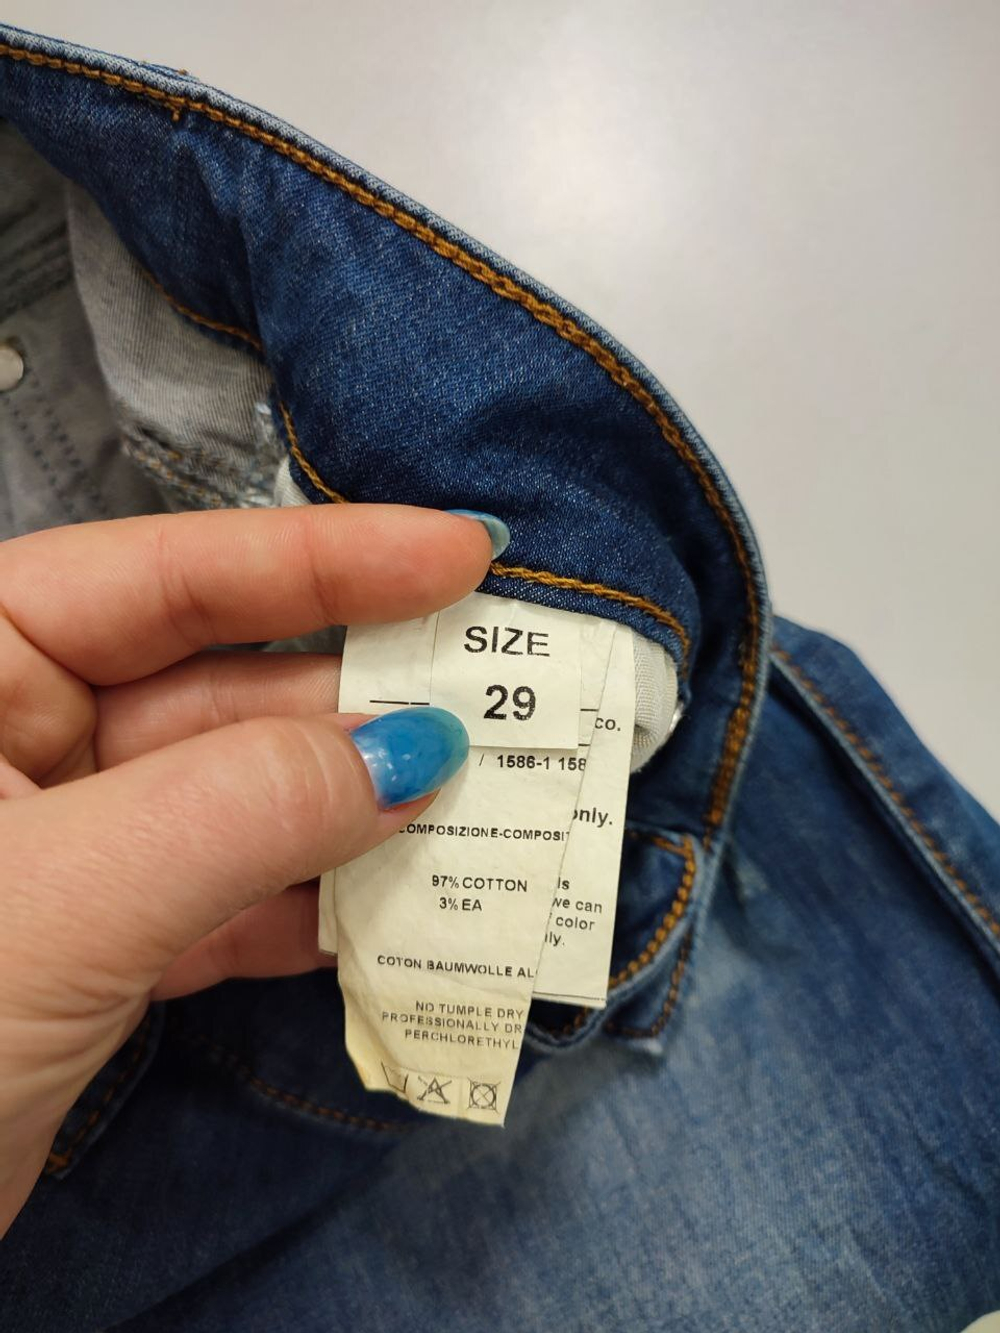 SIZE
29
co.
/ 1586-1 158
only.
COMPOSIZIONE-COMPOSIT
97% COTTON
3% EA
ls
we can
color
ly.
COTON BAUMWOLLE AL
NO TUMPLE DRY
PROFESSIONALLY DR
PERCHLORETHYL